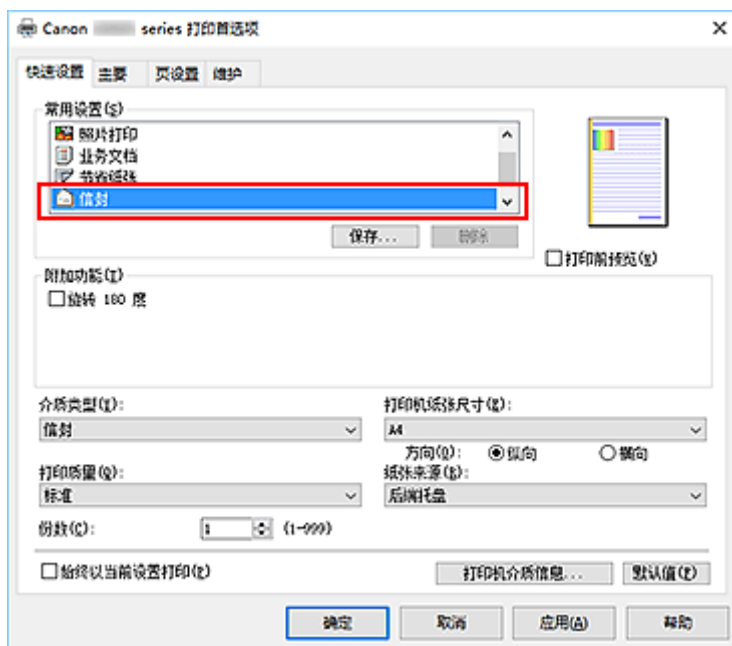 Canon series 打印首选项
快速设置 主要 页设置 维护
常用设置(S)
照片打印
业务文档
节省纸张
信封
保存... 删除
打印前预览(V)
附加功能(I)
旋转 180 度
介质类型(Y): 打印机纸张尺寸(Z):
信封 A4
方向(O): 纵向 横向
打印质量(Q): 纸张来源(B):
标准 后端托盘
份数(C): 1 (1-999)
始终以当前设置打印(P)
打印机介质信息... 默认值(F)
确定 取消 应用(A) 帮助